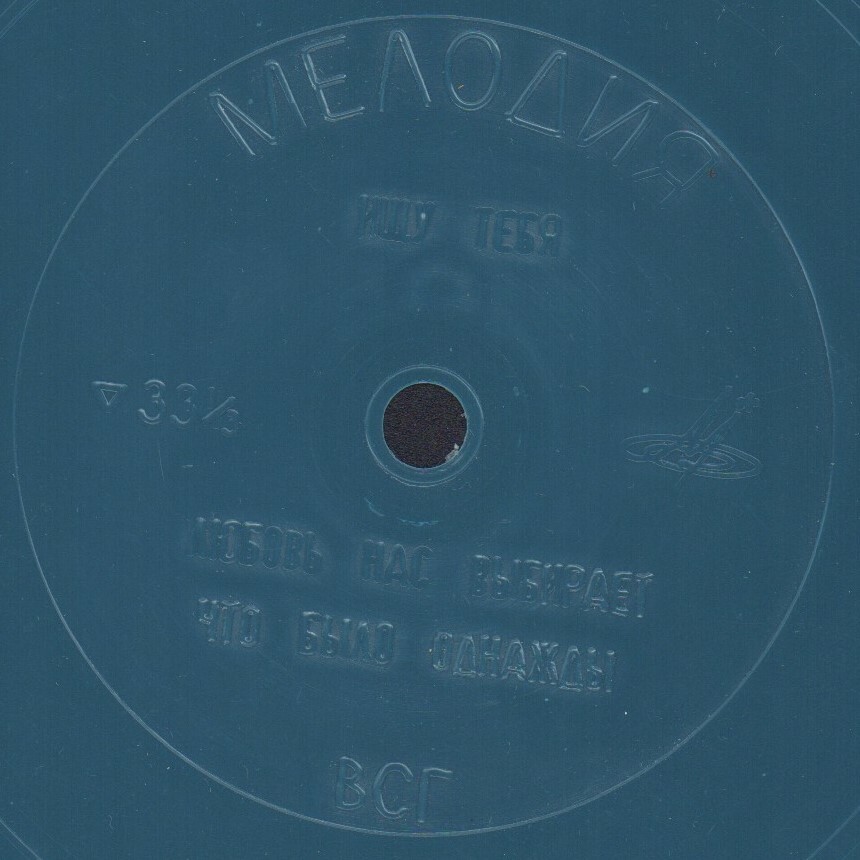 МЕЛОДИЯ
ИЩУ ТЕБЯ
▽ 33⅓
ЛЮБОВЬ НАС ВЫБИРАЕТ
ЧТО БЫЛО ОДНАЖДЫ
ВСГ